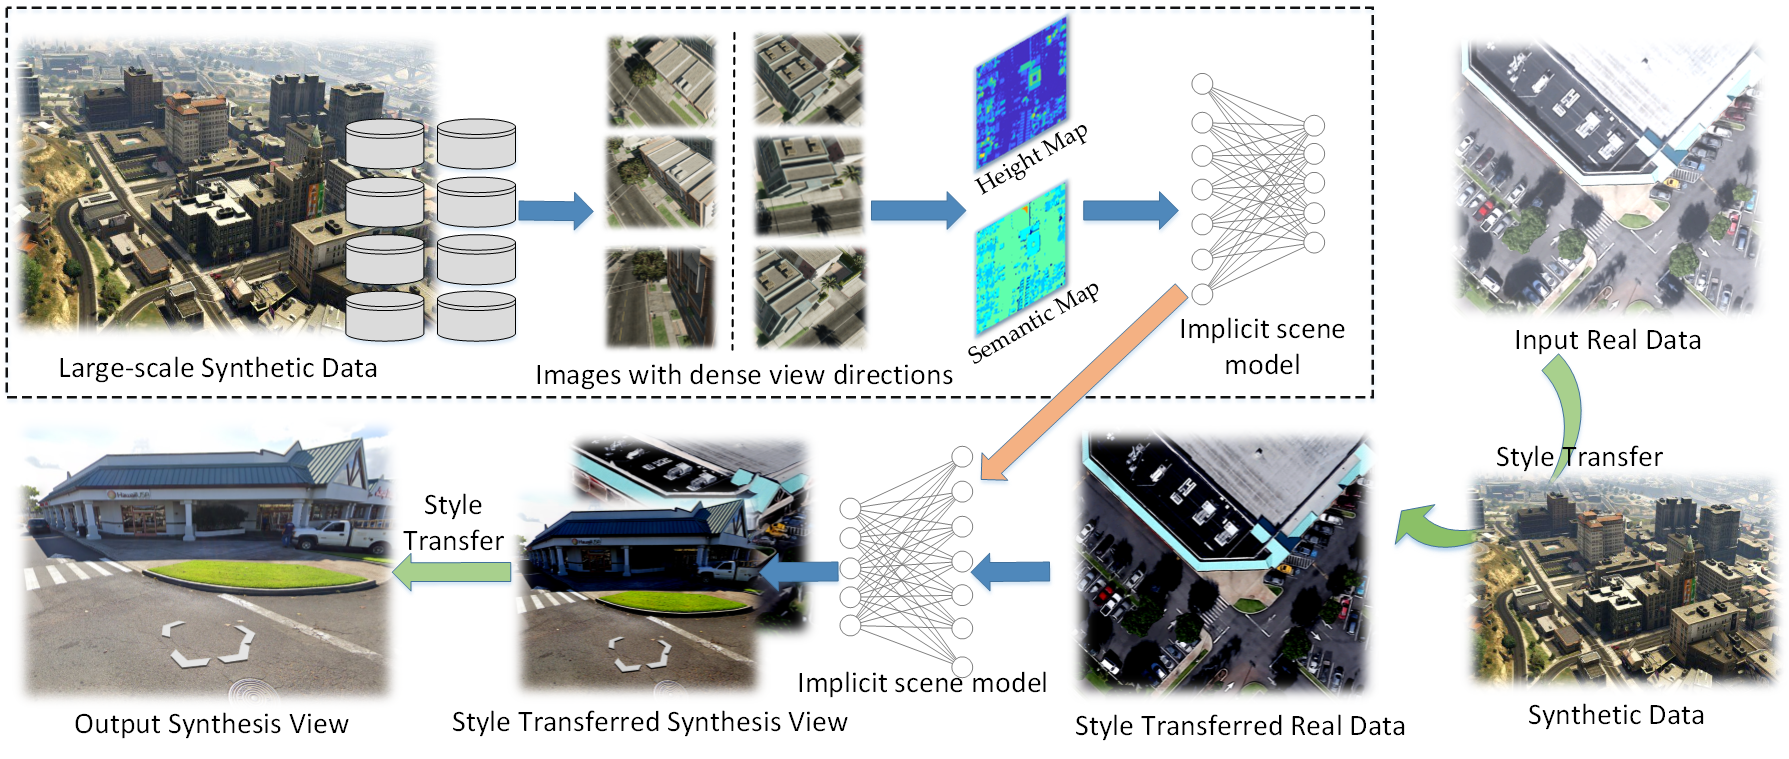 Height Map
Semantic Map
Large-scale Synthetic Data
Images with dense view directions
Implicit scene
model
Input Real Data
Style Transfer
Style
Transfer
Implicit scene model
Output Synthesis View
Style Transferred Synthesis View
Style Transferred Real Data
Synthetic Data